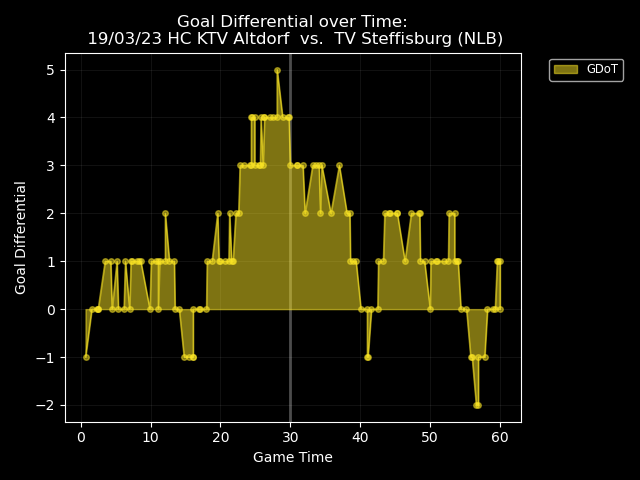 Goal Differential over Time:
19/03/23 HC KTV Altdorf  vs.  TV Steffisburg (NLB)
GDoT
5
4
3
2
1
0
−1
−2
Goal Differential
0 10 20 30 40 50 60
Game Time